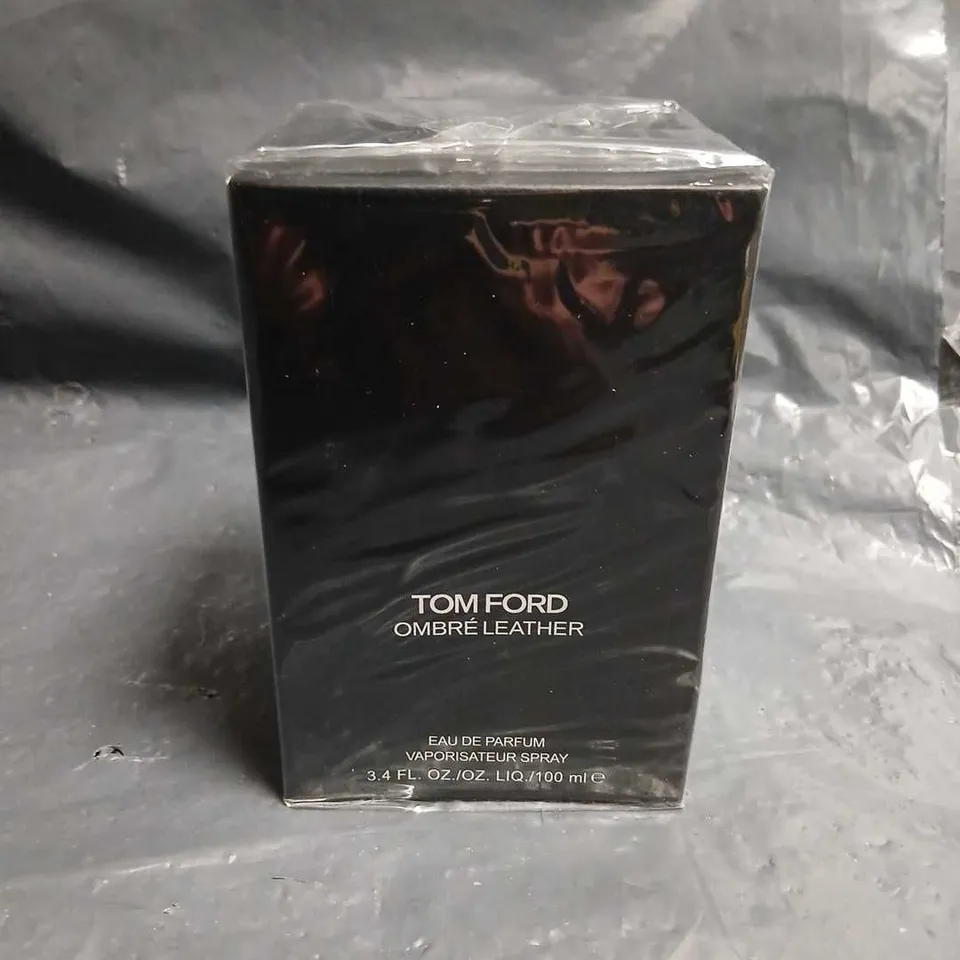 TOM FORD
OMBRÉ LEATHER
EAU DE PARFUM
VAPORISATEUR SPRAY
3.4 FL. OZ./OZ. LIQ./100 ml ℮